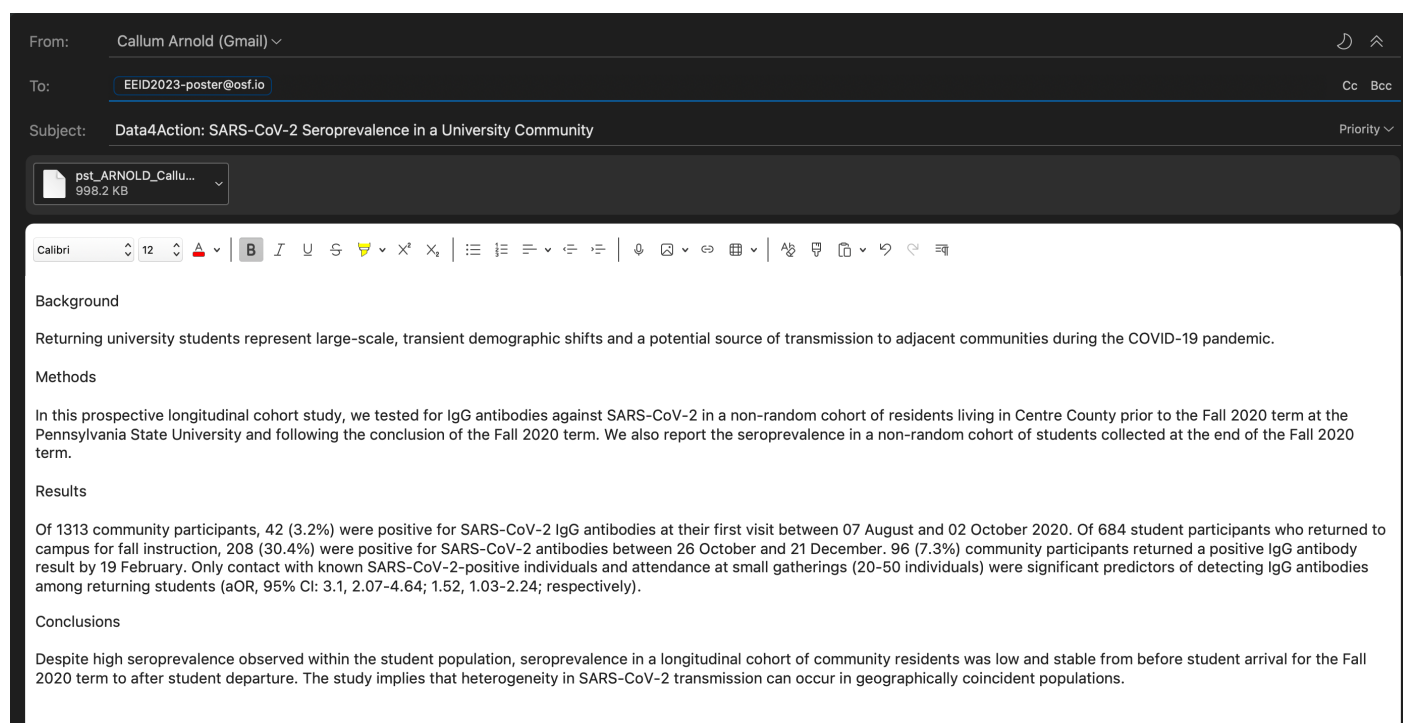 From: Callum Arnold (Gmail)
To: EEID2023-poster@osf.io Cc Bcc
Subject: Data4Action: SARS-CoV-2 Seroprevalence in a University Community Priority
pst_ARNOLD_Callu...
998.2 KB
Calibri 12 A B I U S X² X₂ Ab
Background
Returning university students represent large-scale, transient demographic shifts and a potential source of transmission to adjacent communities during the COVID-19 pandemic.
Methods
In this prospective longitudinal cohort study, we tested for IgG antibodies against SARS-CoV-2 in a non-random cohort of residents living in Centre County prior to the Fall 2020 term at the
Pennsylvania State University and following the conclusion of the Fall 2020 term. We also report the seroprevalence in a non-random cohort of students collected at the end of the Fall 2020
term.
Results
Of 1313 community participants, 42 (3.2%) were positive for SARS-CoV-2 IgG antibodies at their first visit between 07 August and 02 October 2020. Of 684 student participants who returned to
campus for fall instruction, 208 (30.4%) were positive for SARS-CoV-2 antibodies between 26 October and 21 December. 96 (7.3%) community participants returned a positive IgG antibody
result by 19 February. Only contact with known SARS-CoV-2-positive individuals and attendance at small gatherings (20-50 individuals) were significant predictors of detecting IgG antibodies
among returning students (aOR, 95% CI: 3.1, 2.07-4.64; 1.52, 1.03-2.24; respectively).
Conclusions
Despite high seroprevalence observed within the student population, seroprevalence in a longitudinal cohort of community residents was low and stable from before student arrival for the Fall
2020 term to after student departure. The study implies that heterogeneity in SARS-CoV-2 transmission can occur in geographically coincident populations.